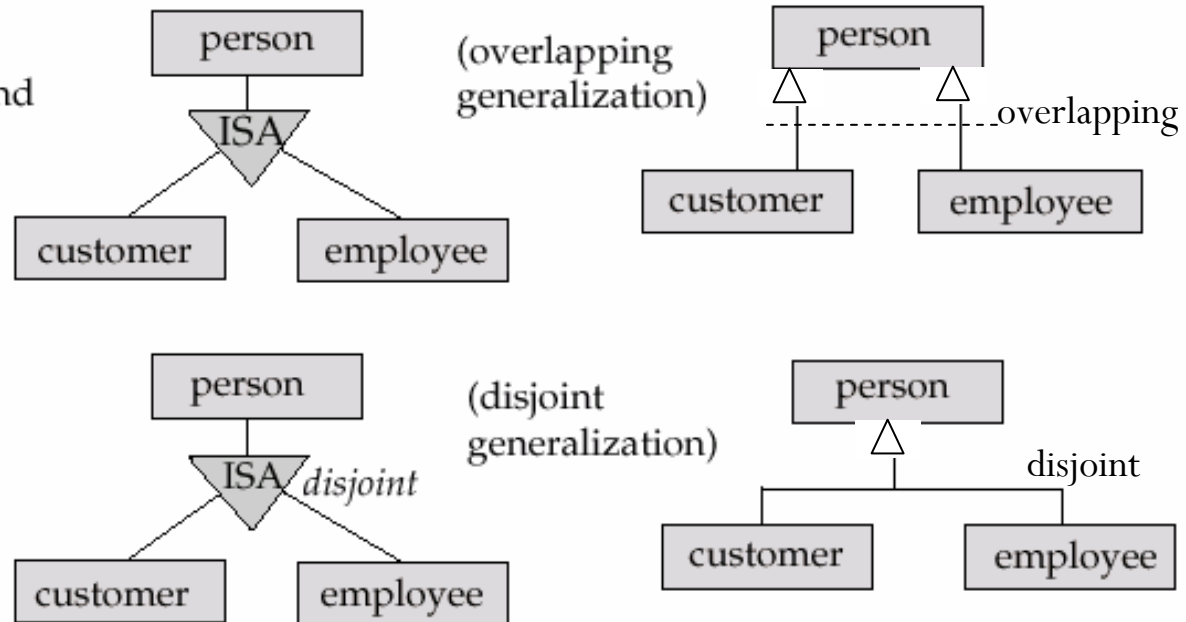 person
(overlapping
generalization)
person
nd
ISA
overlapping
customer
employee
customer
employee
person
(disjoint
generalization)
person
ISA
disjoint
disjoint
customer
employee
customer
employee